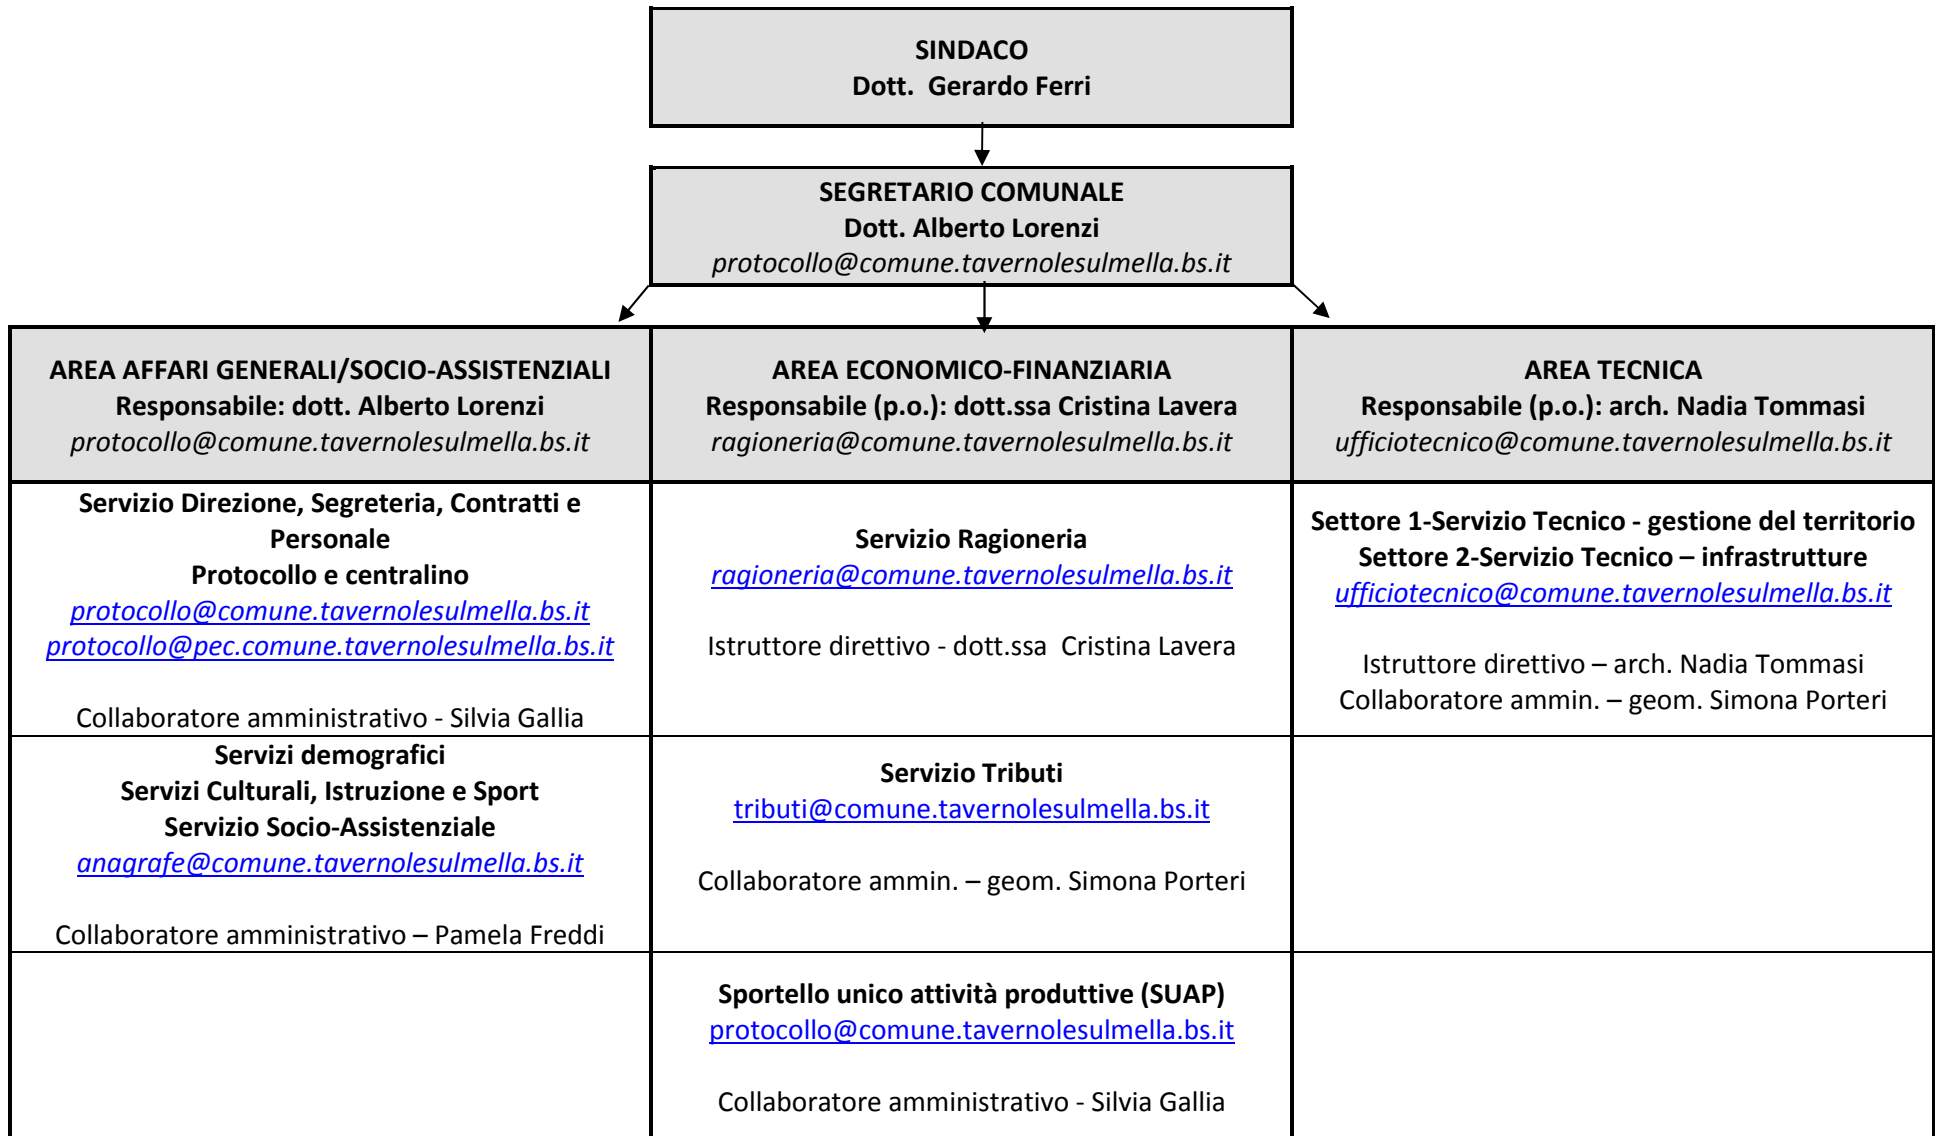 SINDACO
Dott.  Gerardo Ferri
SEGRETARIO COMUNALE
Dott. Alberto Lorenzi
protocollo@comune.tavernolesulmella.bs.it
AREA AFFARI GENERALI/SOCIO-ASSISTENZIALI
Responsabile: dott. Alberto Lorenzi
protocollo@comune.tavernolesulmella.bs.it
AREA ECONOMICO-FINANZIARIA
Responsabile (p.o.): dott.ssa Cristina Lavera
ragioneria@comune.tavernolesulmella.bs.it
AREA TECNICA
Responsabile (p.o.): arch. Nadia Tommasi
ufficiotecnico@comune.tavernolesulmella.bs.it
Servizio Direzione, Segreteria, Contratti e
Personale
Protocollo e centralino
protocollo@comune.tavernolesulmella.bs.it
protocollo@pec.comune.tavernolesulmella.bs.it
Collaboratore amministrativo - Silvia Gallia
Servizio Ragioneria
ragioneria@comune.tavernolesulmella.bs.it
Istruttore direttivo - dott.ssa  Cristina Lavera
Settore 1-Servizio Tecnico - gestione del territorio
Settore 2-Servizio Tecnico – infrastrutture
ufficiotecnico@comune.tavernolesulmella.bs.it
Istruttore direttivo – arch. Nadia Tommasi
Collaboratore ammin. – geom. Simona Porteri
Servizi demografici
Servizi Culturali, Istruzione e Sport
Servizio Socio-Assistenziale
anagrafe@comune.tavernolesulmella.bs.it
Collaboratore amministrativo – Pamela Freddi
Servizio Tributi
tributi@comune.tavernolesulmella.bs.it
Collaboratore ammin. – geom. Simona Porteri
Sportello unico attività produttive (SUAP)
protocollo@comune.tavernolesulmella.bs.it
Collaboratore amministrativo - Silvia Gallia